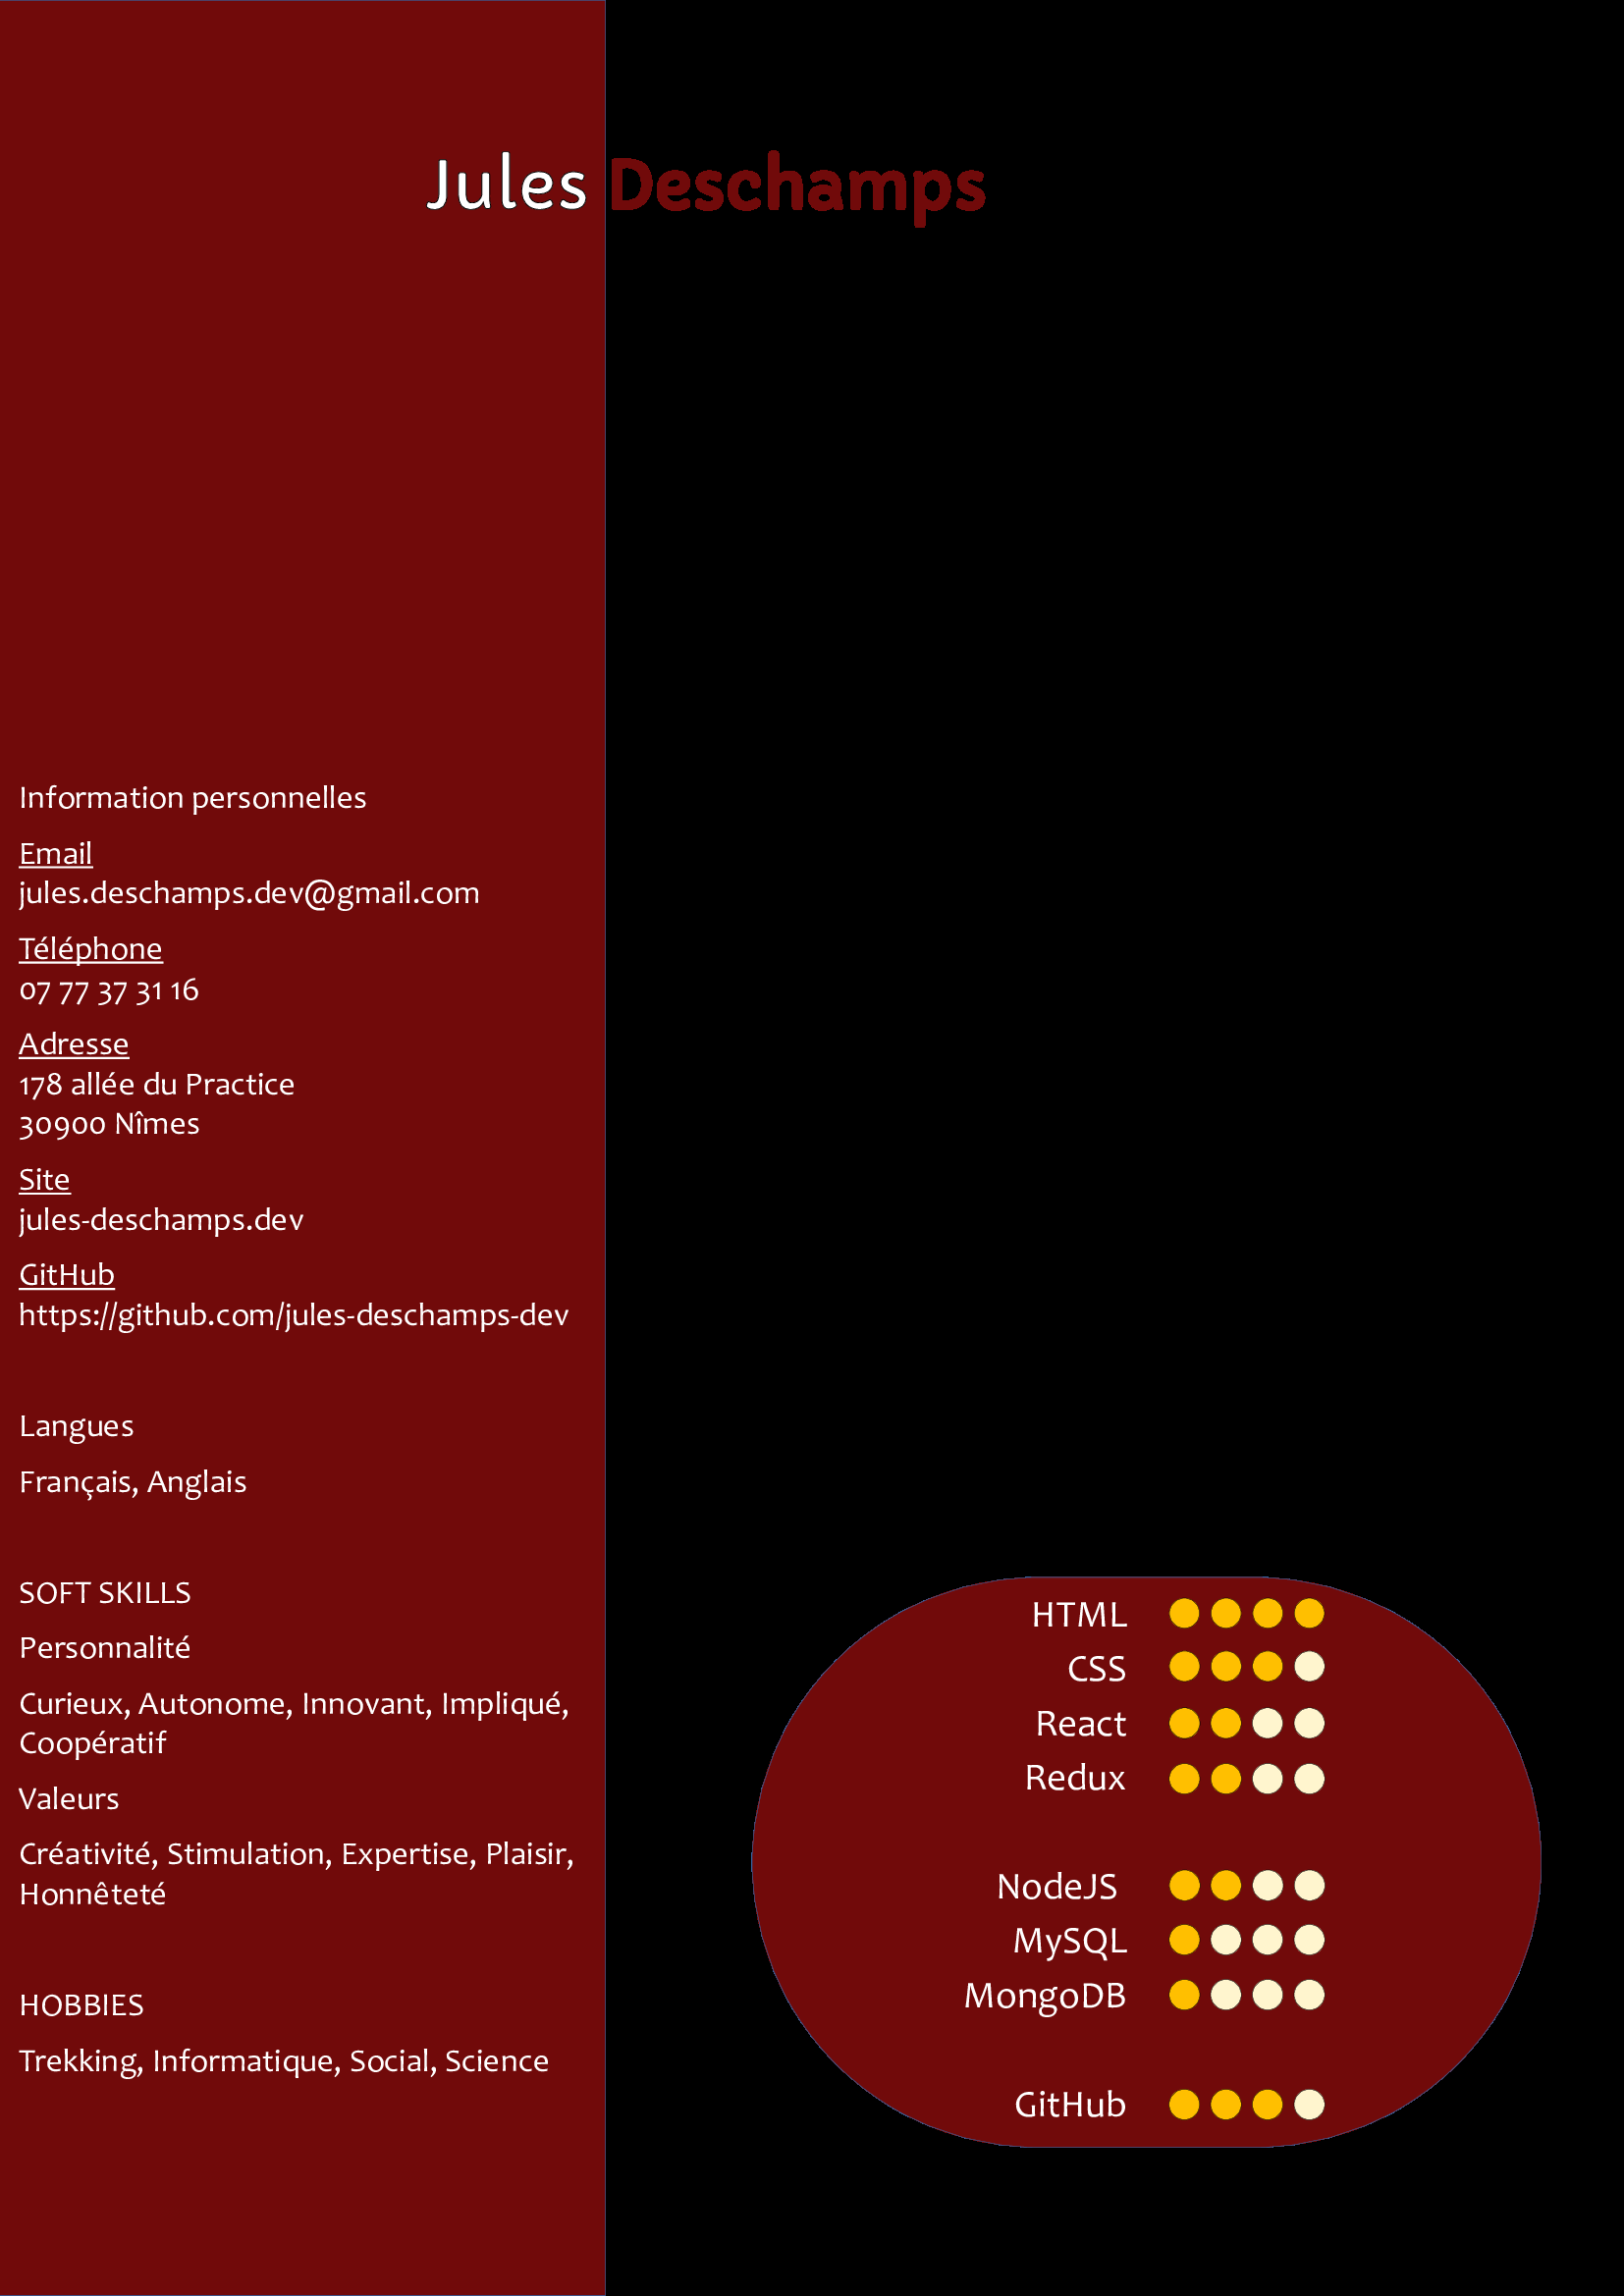 Jules Deschamps
Information personnelles
Email
jules.deschamps.dev@gmail.com
Téléphone
07 77 37 31 16
Adresse
178 allée du Practice
30900 Nîmes
Site
jules-deschamps.dev
GitHub
https://github.com/jules-deschamps-dev
Langues
Français, Anglais
SOFT SKILLS
Personnalité
Curieux, Autonome, Innovant, Impliqué,
Coopératif
Valeurs
Créativité, Stimulation, Expertise, Plaisir,
Honnêteté
HOBBIES
Trekking, Informatique, Social, Science
HTML
CSS
React
Redux
NodeJS
MySQL
MongoDB
GitHub